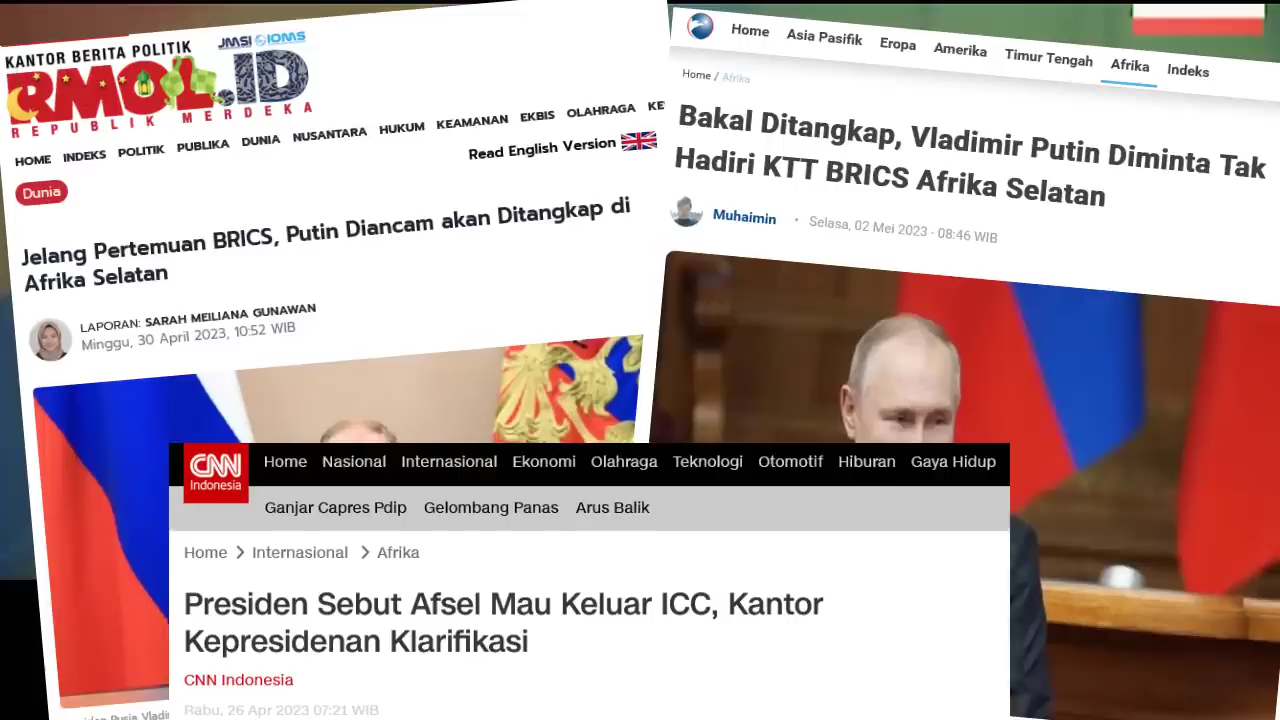 KANTOR BERITA POLITIK
JMSI IOMS
RMOL.ID
REPUBLIK MERDEKA
HOME INDEKS POLITIK PUBLIKA DUNIA NUSANTARA HUKUM KEAMANAN EKBIS OLAHRAGA KE
Read English Version
Dunia
Jelang Pertemuan BRICS, Putin Diancam akan Ditangkap di
Afrika Selatan
LAPORAN: SARAH MEILIANA GUNAWAN
Minggu, 30 April 2023, 10:52 WIB
Home Asia Pasifik Eropa Amerika Timur Tengah Afrika Indeks
Home / Afrika
Bakal Ditangkap, Vladimir Putin Diminta Tak
Hadiri KTT BRICS Afrika Selatan
Muhaimin • Selasa, 02 Mei 2023 - 08:46 WIB
CNN
Indonesia
Home Nasional Internasional Ekonomi Olahraga Teknologi Otomotif Hiburan Gaya Hidup
Ganjar Capres Pdip Gelombang Panas Arus Balik
Home > Internasional > Afrika
Presiden Sebut Afsel Mau Keluar ICC, Kantor
Kepresidenan Klarifikasi
CNN Indonesia
Rabu, 26 Apr 2023 07:21 WIB